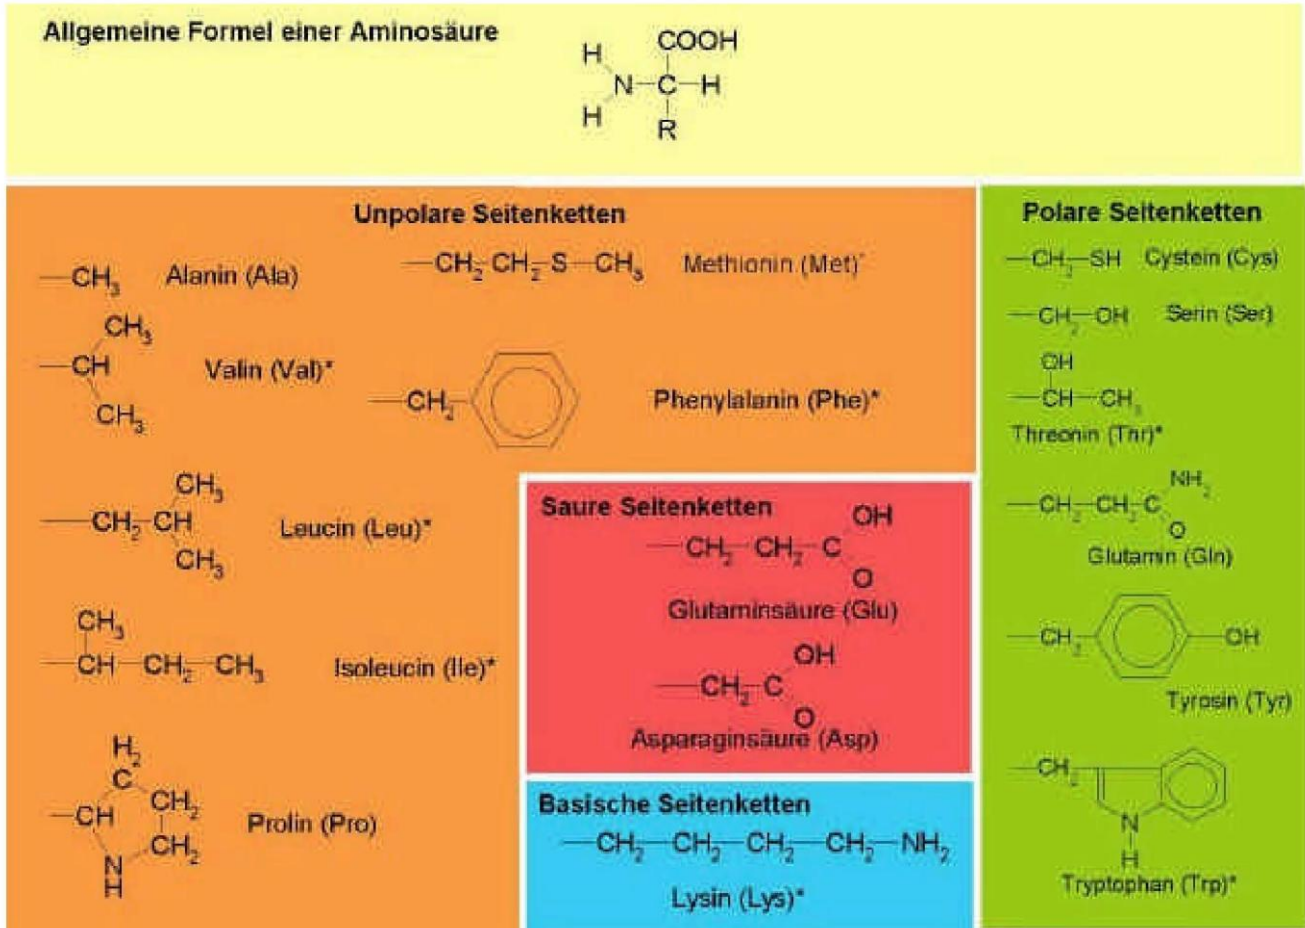 Allgemeine Formel einer Aminosäure
H
COOH
N C H
H
R
Unpolare Seitenketten
CH3
Alanin (Ala)
CH2 CH2 S CH3
Methionin (Met)*
CH3
CH
CH3
Valin (Val)*
CH2
Phenylalanin (Phe)*
CH3
CH2 CH
CH3
Leucin (Leu)*
CH3
CH CH2 CH3
Isoleucin (Ile)*
H2
C
CH CH2
CH2
N
H
Prolin (Pro)
Saure Seitenketten
OH
CH2 CH2 C
O
Glutaminsäure (Glu)
OH
CH2 C
O
Asparaginsäure (Asp)
Basische Seitenketten
CH2 CH2 CH2 CH2 NH2
Lysin (Lys)*
Polare Seitenketten
CH2 SH
Cystein (Cys)
CH2 OH
Serin (Ser)
OH
CH CH3
Threonin (Thr)*
NH2
CH2 CH2 C
O
Glutamin (Gln)
CH2 OH
Tyrosin (Tyr)
CH2
N
H
Tryptophan (Trp)*